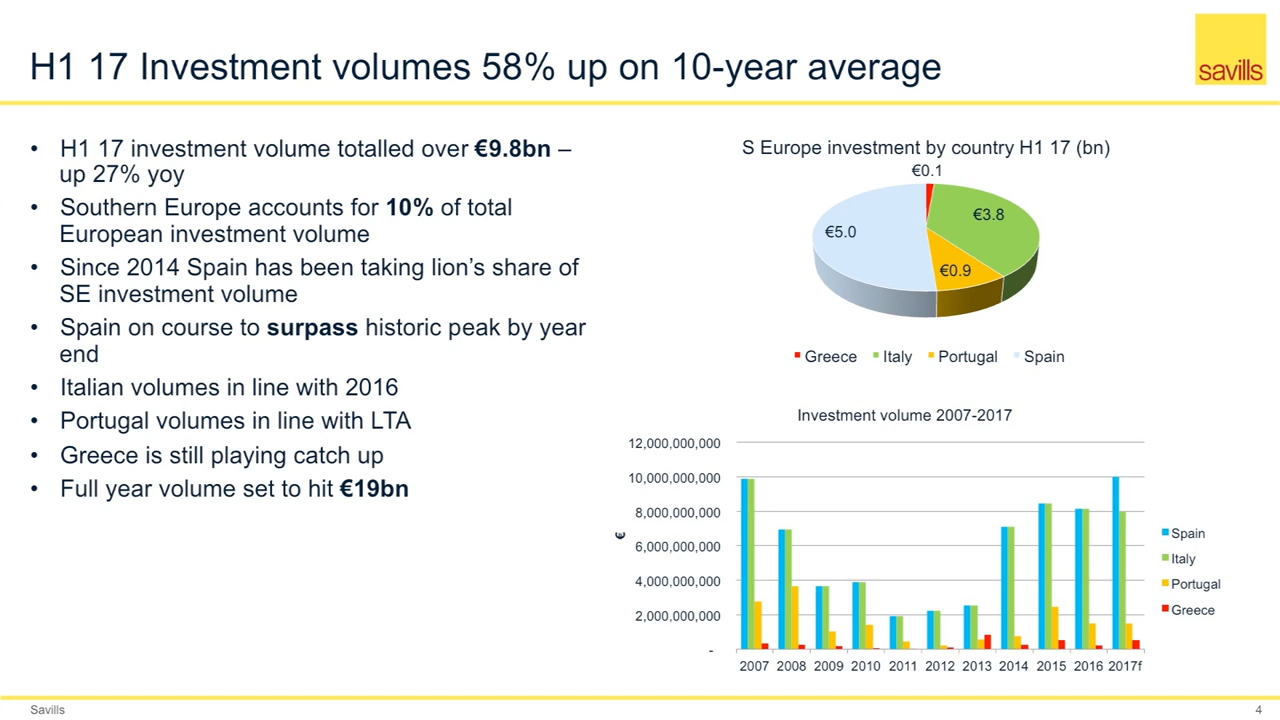 H1 17 Investment volumes 58% up on 10-year average
savills
• H1 17 investment volume totalled over €9.8bn –
up 27% yoy
• Southern Europe accounts for 10% of total
European investment volume
• Since 2014 Spain has been taking lion's share of
SE investment volume
• Spain on course to surpass historic peak by year
end
• Italian volumes in line with 2016
• Portugal volumes in line with LTA
• Greece is still playing catch up
• Full year volume set to hit €19bn
S Europe investment by country H1 17 (bn)
€0.1
€3.8
€5.0
€0.9
Greece Italy Portugal Spain
Investment volume 2007-2017
12,000,000,000
10,000,000,000
8,000,000,000
6,000,000,000
4,000,000,000
2,000,000,000
-
€
2007 2008 2009 2010 2011 2012 2013 2014 2015 2016 2017f
Spain
Italy
Portugal
Greece
Savills
4